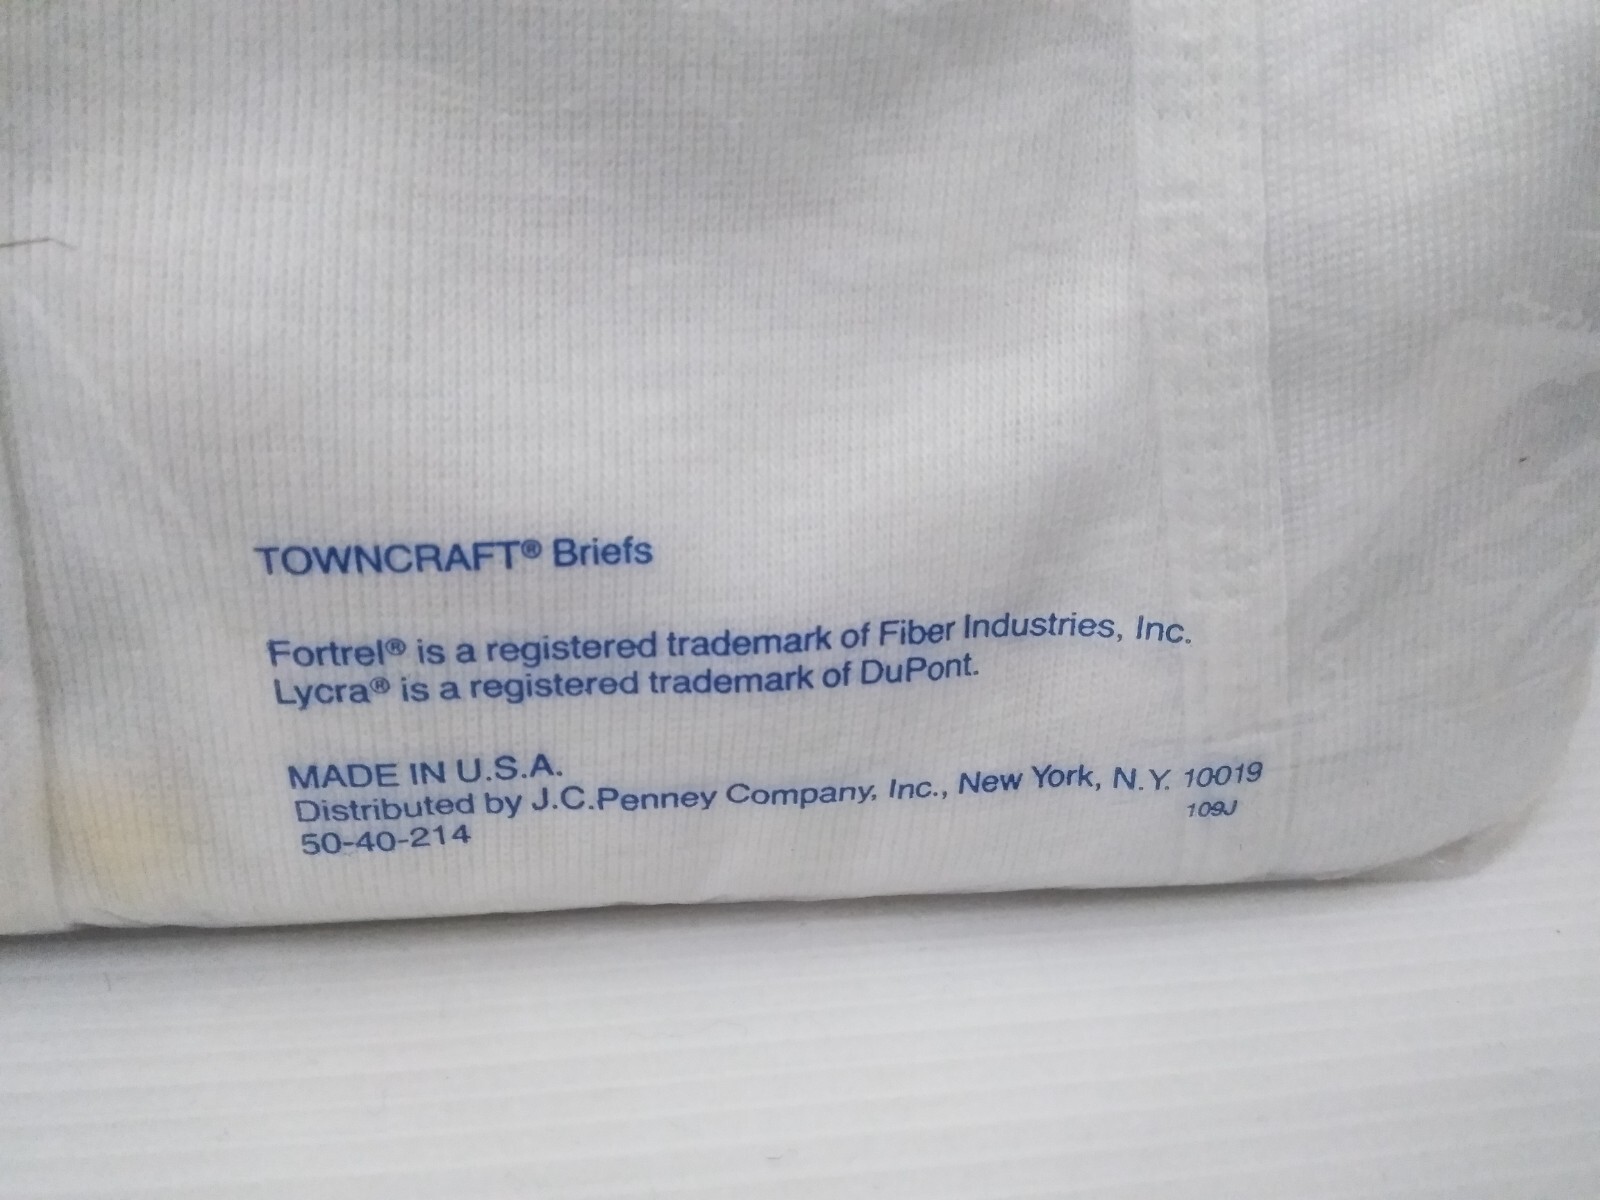 TOWNCRAFT® Briefs
Fortrel® is a registered trademark of Fiber Industries, Inc.
Lycra® is a registered trademark of DuPont.
MADE IN U.S.A.
Distributed by J.C.Penney Company, Inc., New York, N.Y. 10019
50-40-214
109J